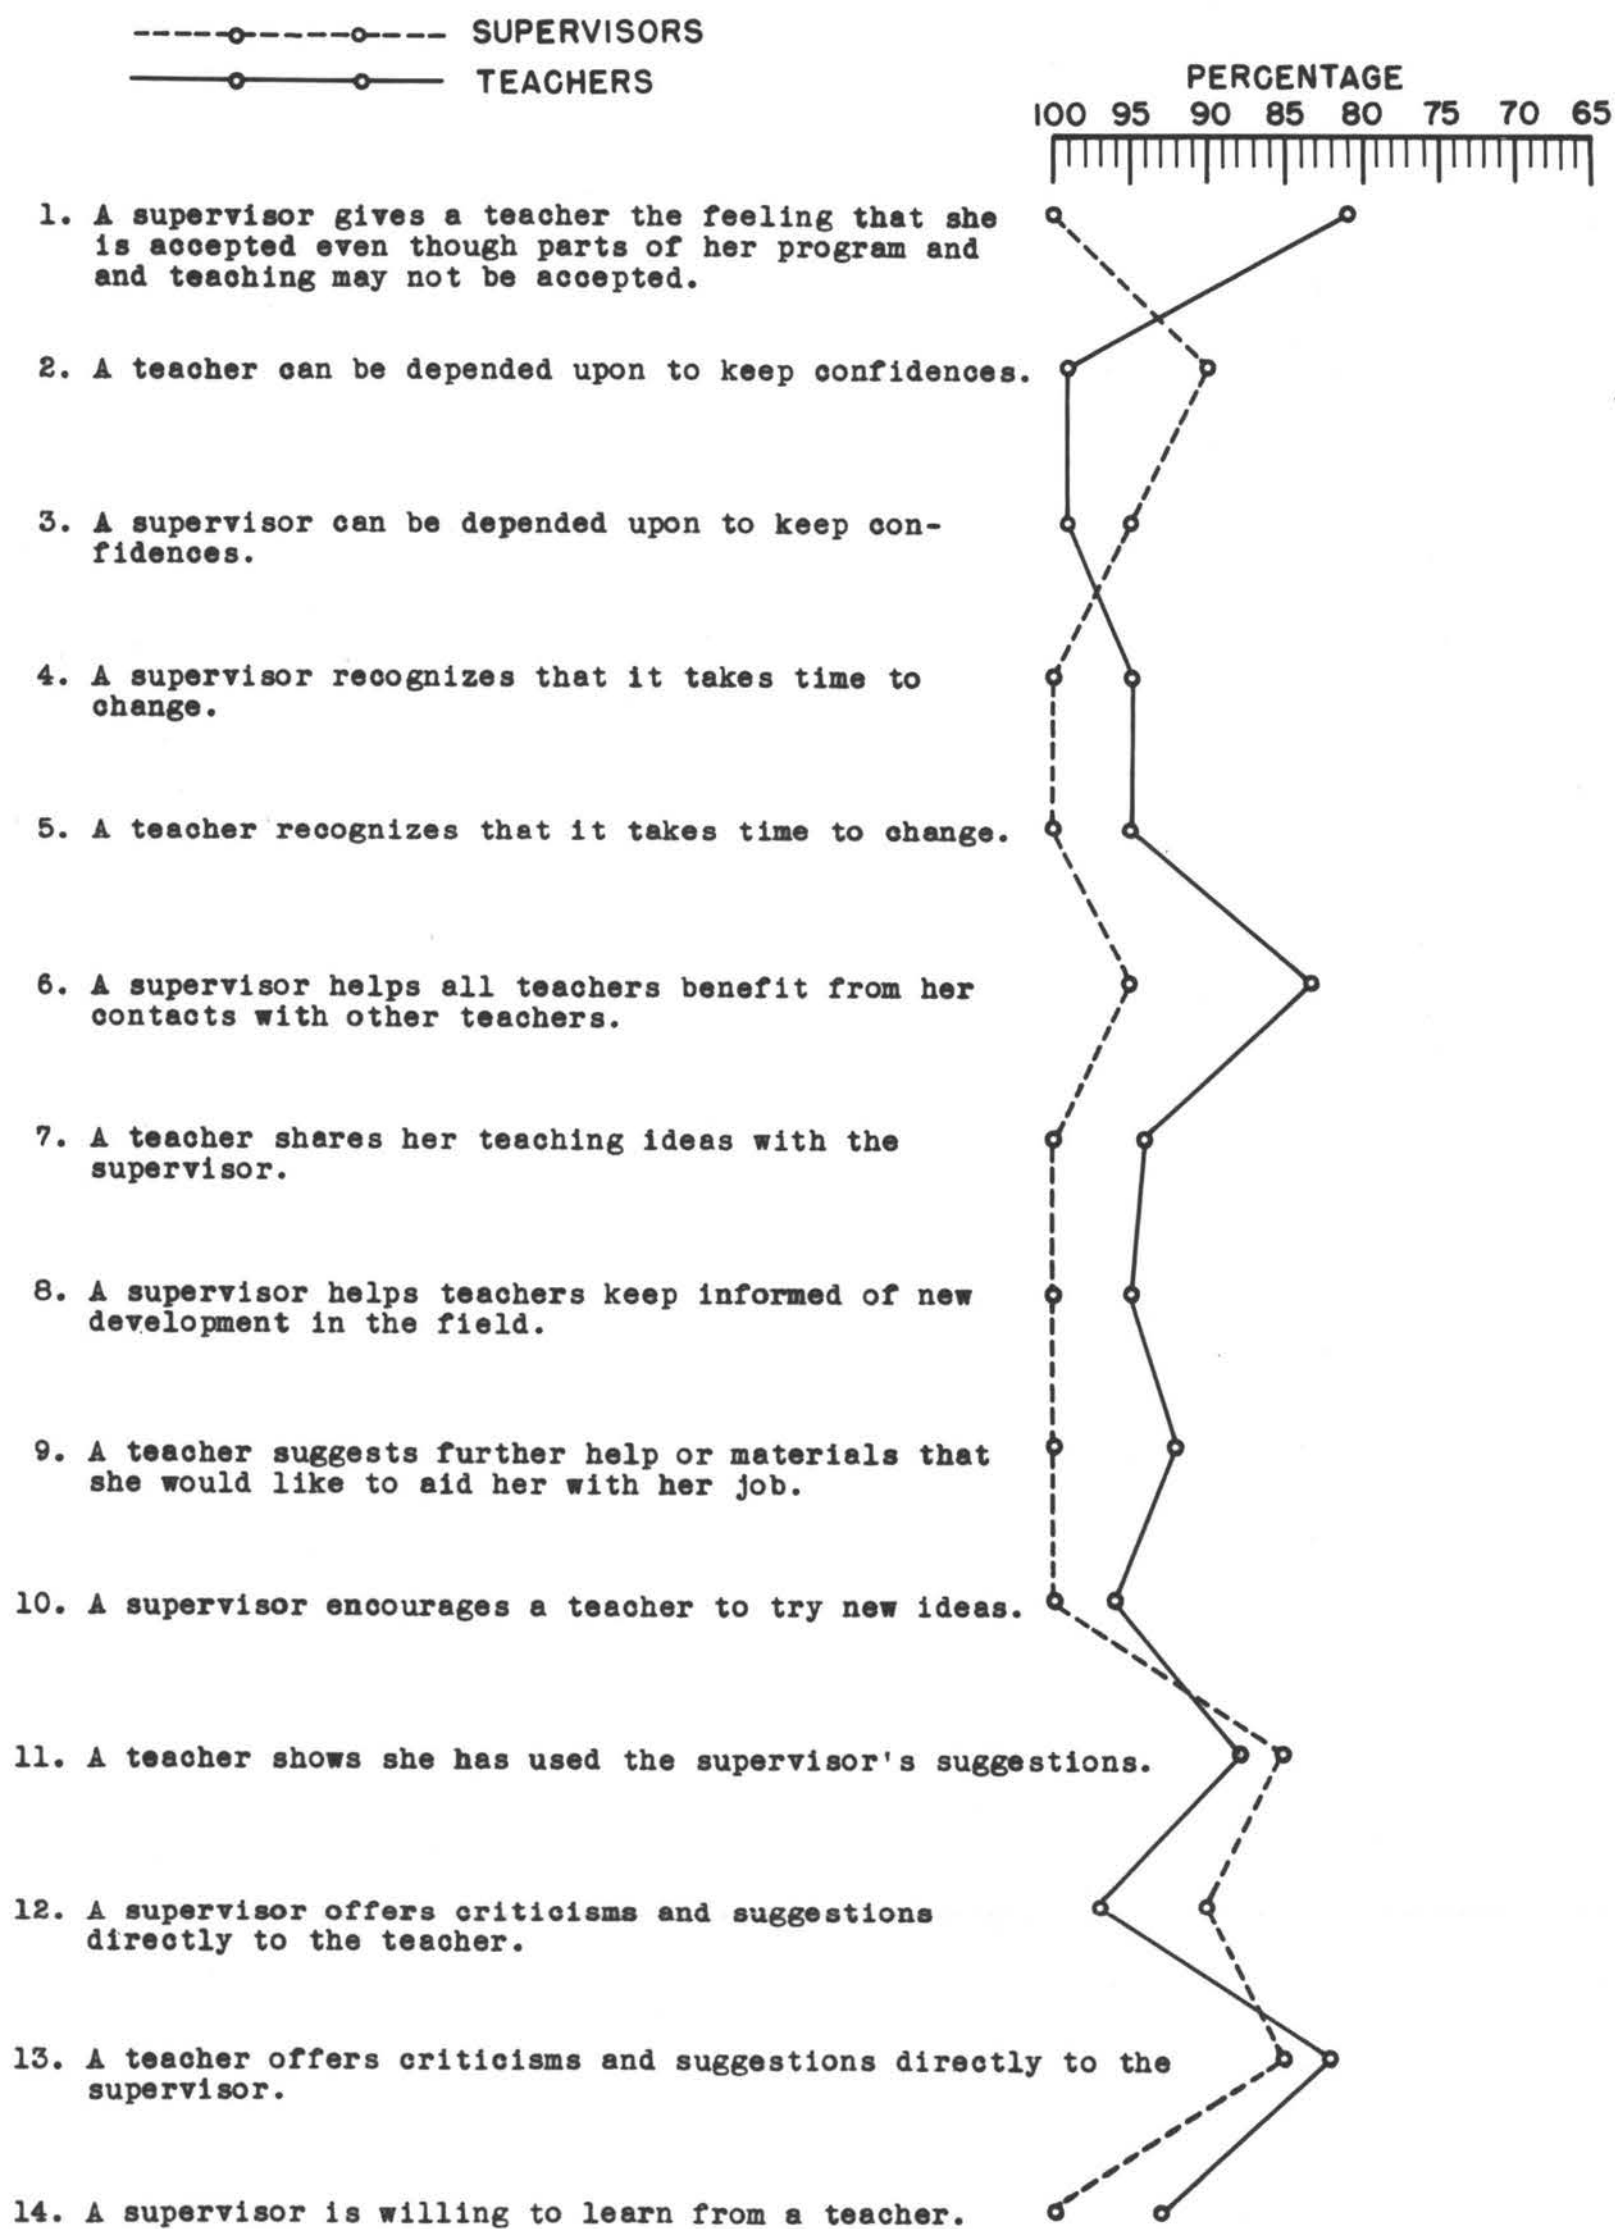 SUPERVISORS
TEACHERS
PERCENTAGE
100 95 90 85 80 75 70 65
1. A supervisor gives a teacher the feeling that she
is accepted even though parts of her program and
and teaching may not be accepted.
2. A teacher can be depended upon to keep confidences.
3. A supervisor can be depended upon to keep con-
fidences.
4. A supervisor recognizes that it takes time to
change.
5. A teacher recognizes that it takes time to change.
6. A supervisor helps all teachers benefit from her
contacts with other teachers.
7. A teacher shares her teaching ideas with the
supervisor.
8. A supervisor helps teachers keep informed of new
development in the field.
9. A teacher suggests further help or materials that
she would like to aid her with her job.
10. A supervisor encourages a teacher to try new ideas.
11. A teacher shows she has used the supervisor's suggestions.
12. A supervisor offers criticisms and suggestions
directly to the teacher.
13. A teacher offers criticisms and suggestions directly to the
supervisor.
14. A supervisor is willing to learn from a teacher.